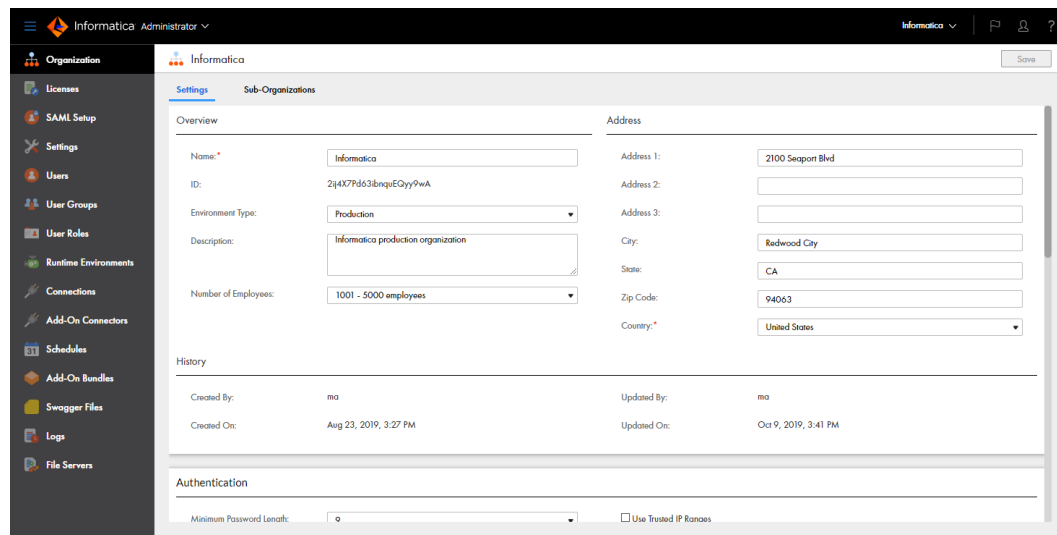 Informatica Administrator
Informatica
?
Organization
Licenses
SAML Setup
Settings
Users
User Groups
User Roles
Runtime Environments
Connections
Add-On Connectors
31 Schedules
Add-On Bundles
Swagger Files
Logs
File Servers
Informatica
Save
Settings Sub-Organizations
Overview
Name:* Informatica
ID: 2ij4X7Pd63ibnquEQyy9wA
Environment Type: Production
Description: Informatica production organization
Number of Employees: 1001 - 5000 employees
Address
Address 1: 2100 Seaport Blvd
Address 2:
Address 3:
City: Redwood City
State: CA
Zip Code: 94063
Country:* United States
History
Created By: ma
Updated By: ma
Created On: Aug 23, 2019, 3:27 PM
Updated On: Oct 9, 2019, 3:41 PM
Authentication
Minimum Password Length: 9
Use Trusted IP Ranges